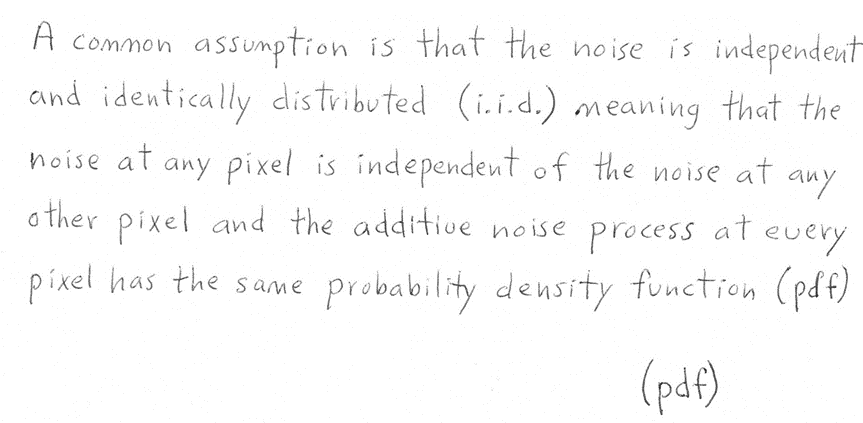 A common assumption is that the noise is independent
and identically distributed (i.i.d.) meaning that the
noise at any pixel is independent of the noise at any
other pixel and the additive noise process at every
pixel has the same probability density function (pdf)
(pdf)